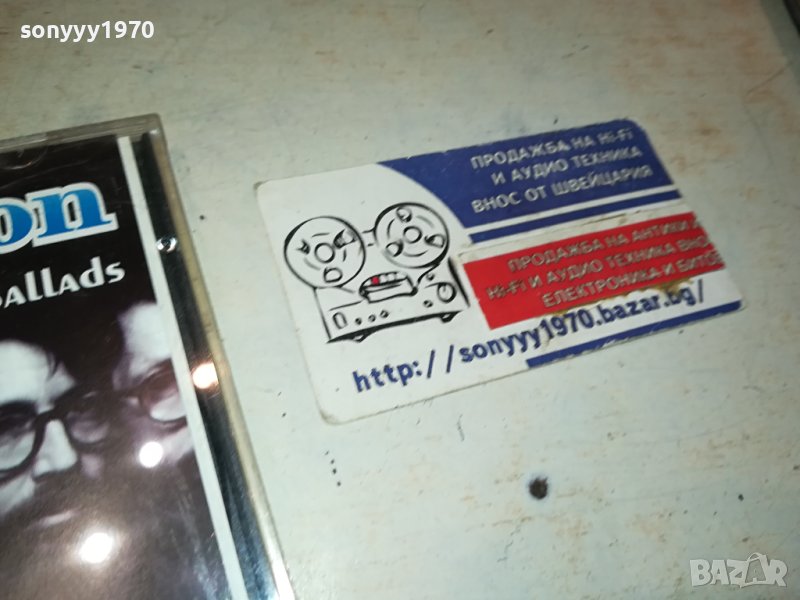 sonyyy1970
on
BALLADS
ПРОДАЖБА НА Hi-Fi
И АУДИО ТЕХНИКА
ВНОС ОТ ШВЕЙЦАРИЯ
ПРОДАЖБА НА АНТИКИ
Hi-Fi И АУДИО ТЕХНИКА ВНОС
ЕЛЕКТРОНИКА И БИТОВ
http://sonyyy1970.bazar.bg/
BAZAR